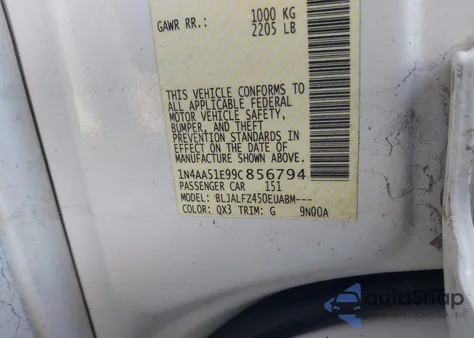 GAWR RR.: 1000 KG
2205 LB
THIS VEHICLE CONFORMS TO
ALL APPLICABLE FEDERAL
MOTOR VEHICLE SAFETY,
BUMPER, AND THEFT
PREVENTION STANDARDS IN
EFFECT ON THE DATE OF
MANUFACTURE SHOWN ABOVE.
1N4AA51E99C856794
PASSENGER CAR 151
MODEL: BLJALFZ450EUABM---
COLOR: QX3 TRIM: G 9N00A
autoSnap